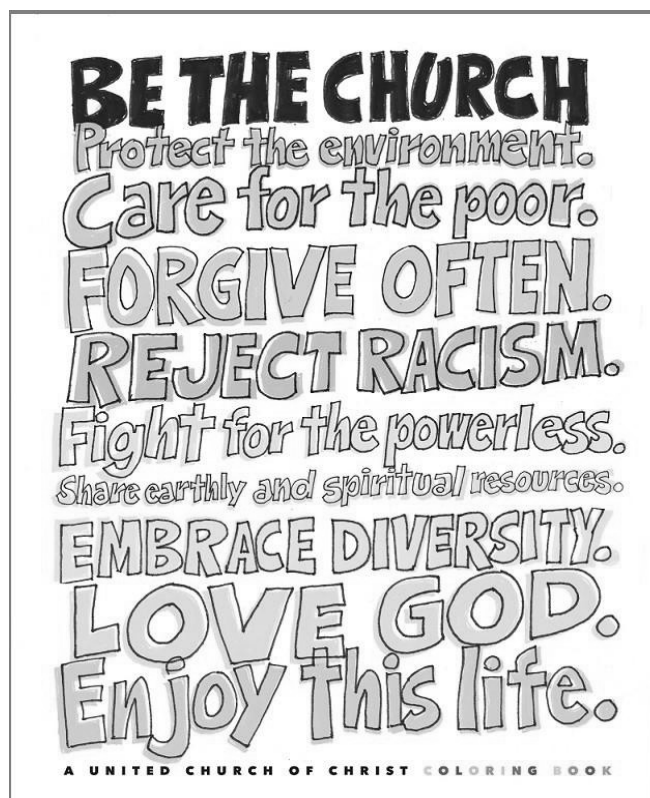 BE THE CHURCH
Protect the environment.
Care for the poor.
FORGIVE OFTEN.
REJECT RACISM.
Fight for the powerless.
Share earthly and spiritual resources.
EMBRACE DIVERSITY.
LOVE GOD.
Enjoy this life.
A UNITED CHURCH OF CHRIST COLORING BOOK